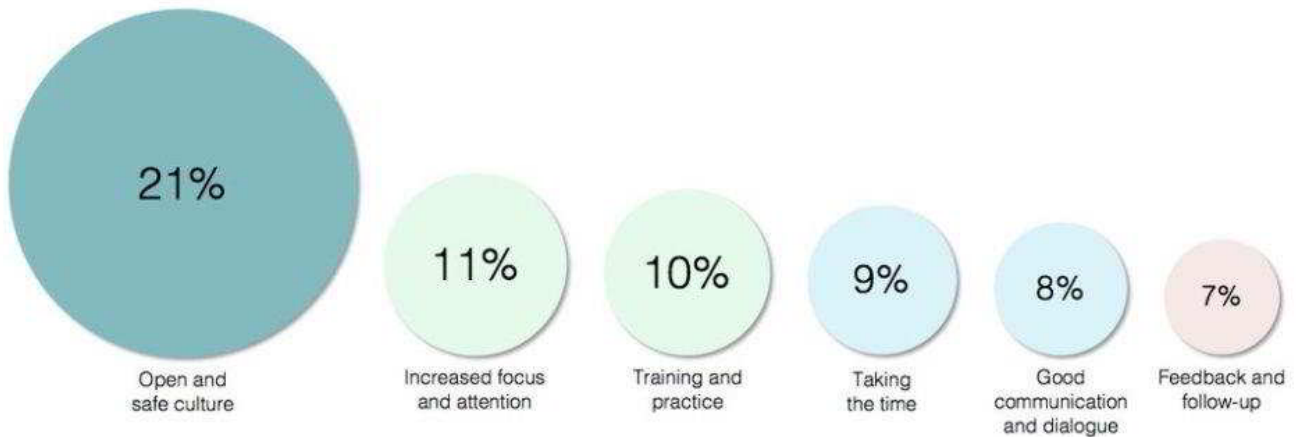 21%
11%
10%
9%
8%
7%
Open and
safe culture
Increased focus
and attention
Training and
practice
Taking
the time
Good
communication
and dialogue
Feedback and
follow-up